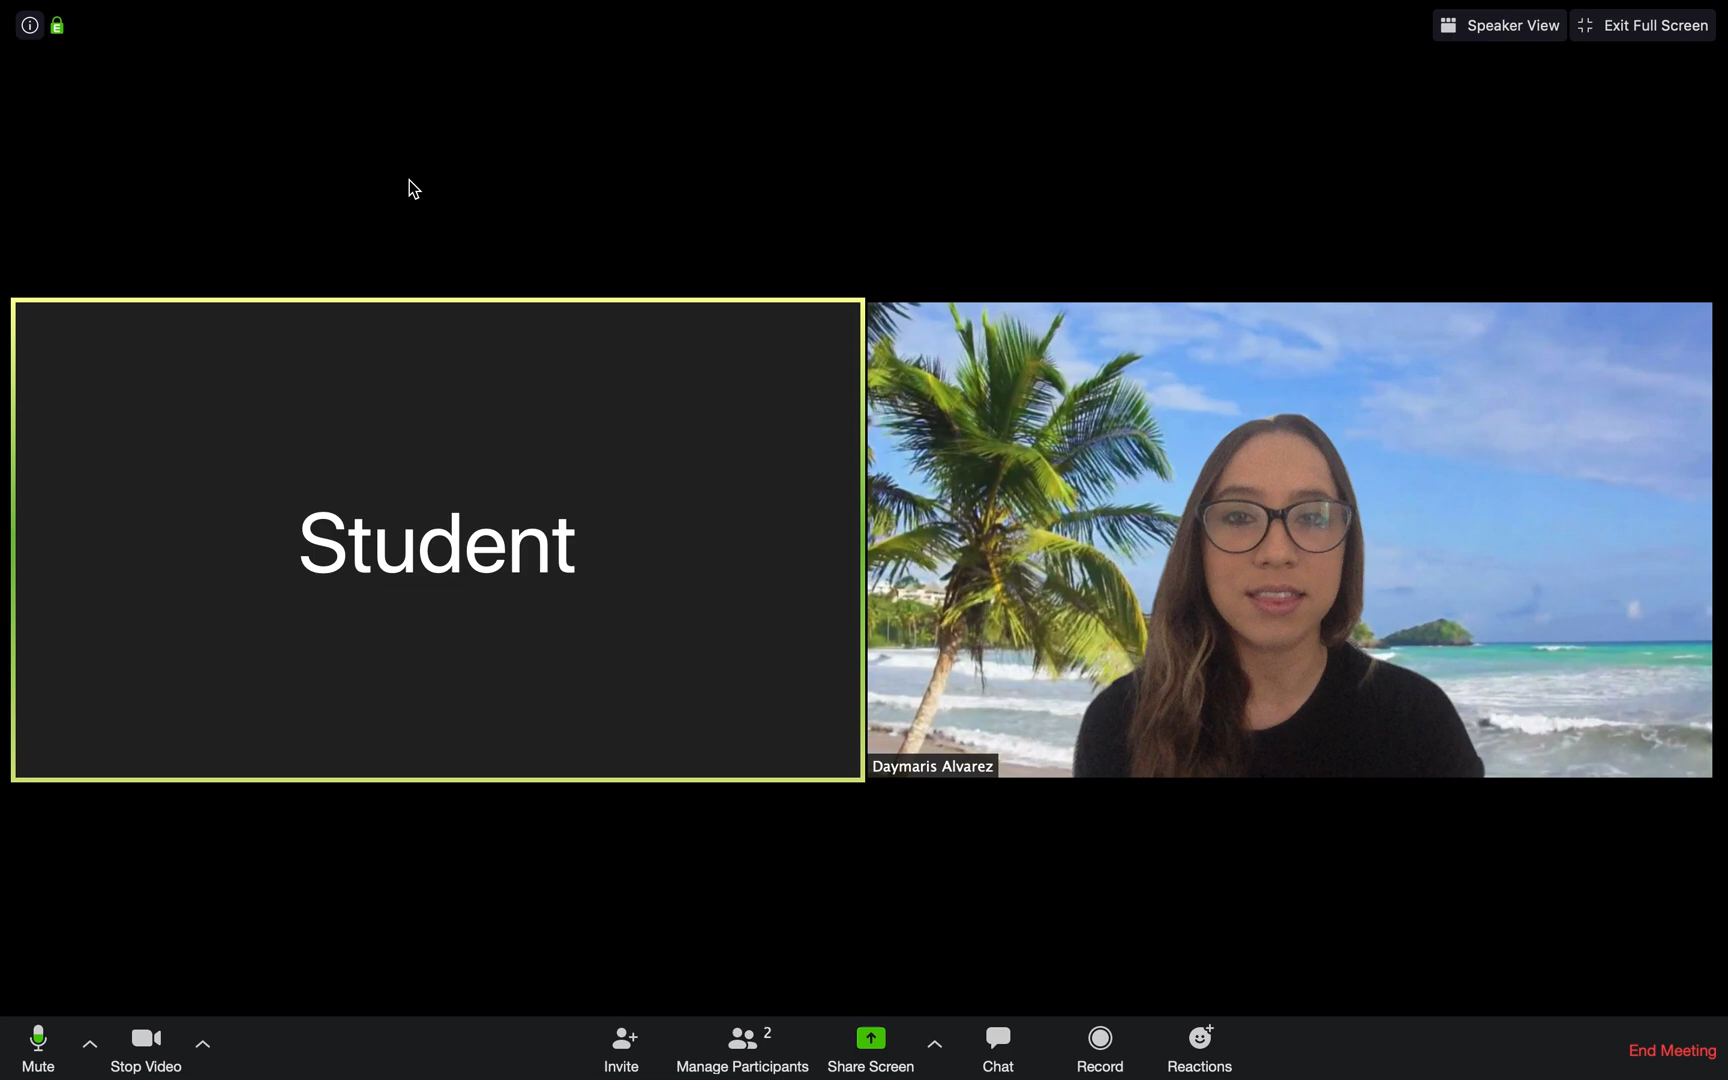 E
Speaker View
Exit Full Screen
Student
Daymaris Alvarez
Mute
Stop Video
Invite
2
Manage Participants
Share Screen
Chat
Record
Reactions
End Meeting